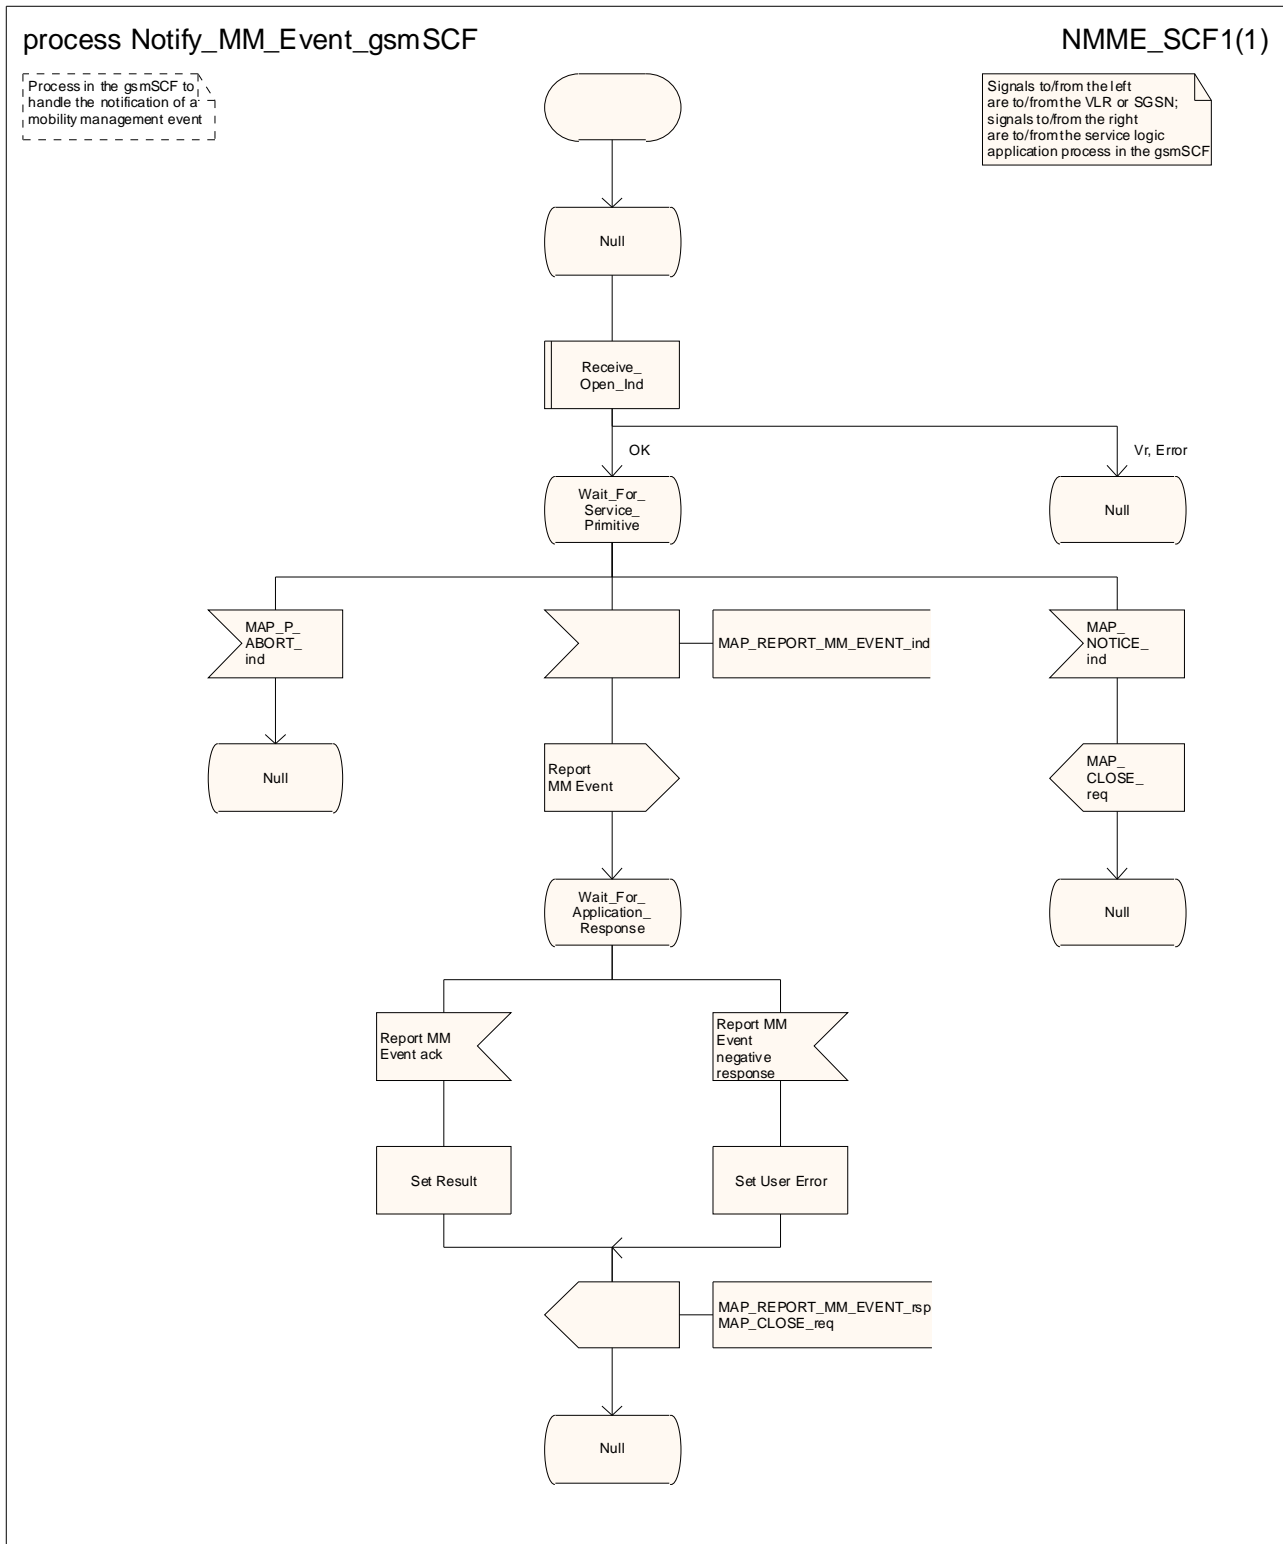 process Notify_MM_Event_gsmSCF
NMME_SCF1(1)
Process in the gsmSCF to
handle the notification of a
mobility management event
Signals to/from the left
are to/from the VLR or SGSN;
signals to/from the right
are to/from the service logic
application process in the gsmSCF
Null
Receive_
Open_Ind
OK
Vr, Error
Wait_For_
Service_
Primitive
Null
MAP_P_
ABORT_
ind
MAP_REPORT_MM_EVENT_ind
MAP_
NOTICE_
ind
Null
Report
MM Event
MAP_
CLOSE_
req
Wait_For_
Application_
Response
Null
Report MM
Event ack
Report MM
Event
negative
response
Set Result
Set User Error
MAP_REPORT_MM_EVENT_rsp
MAP_CLOSE_req
Null